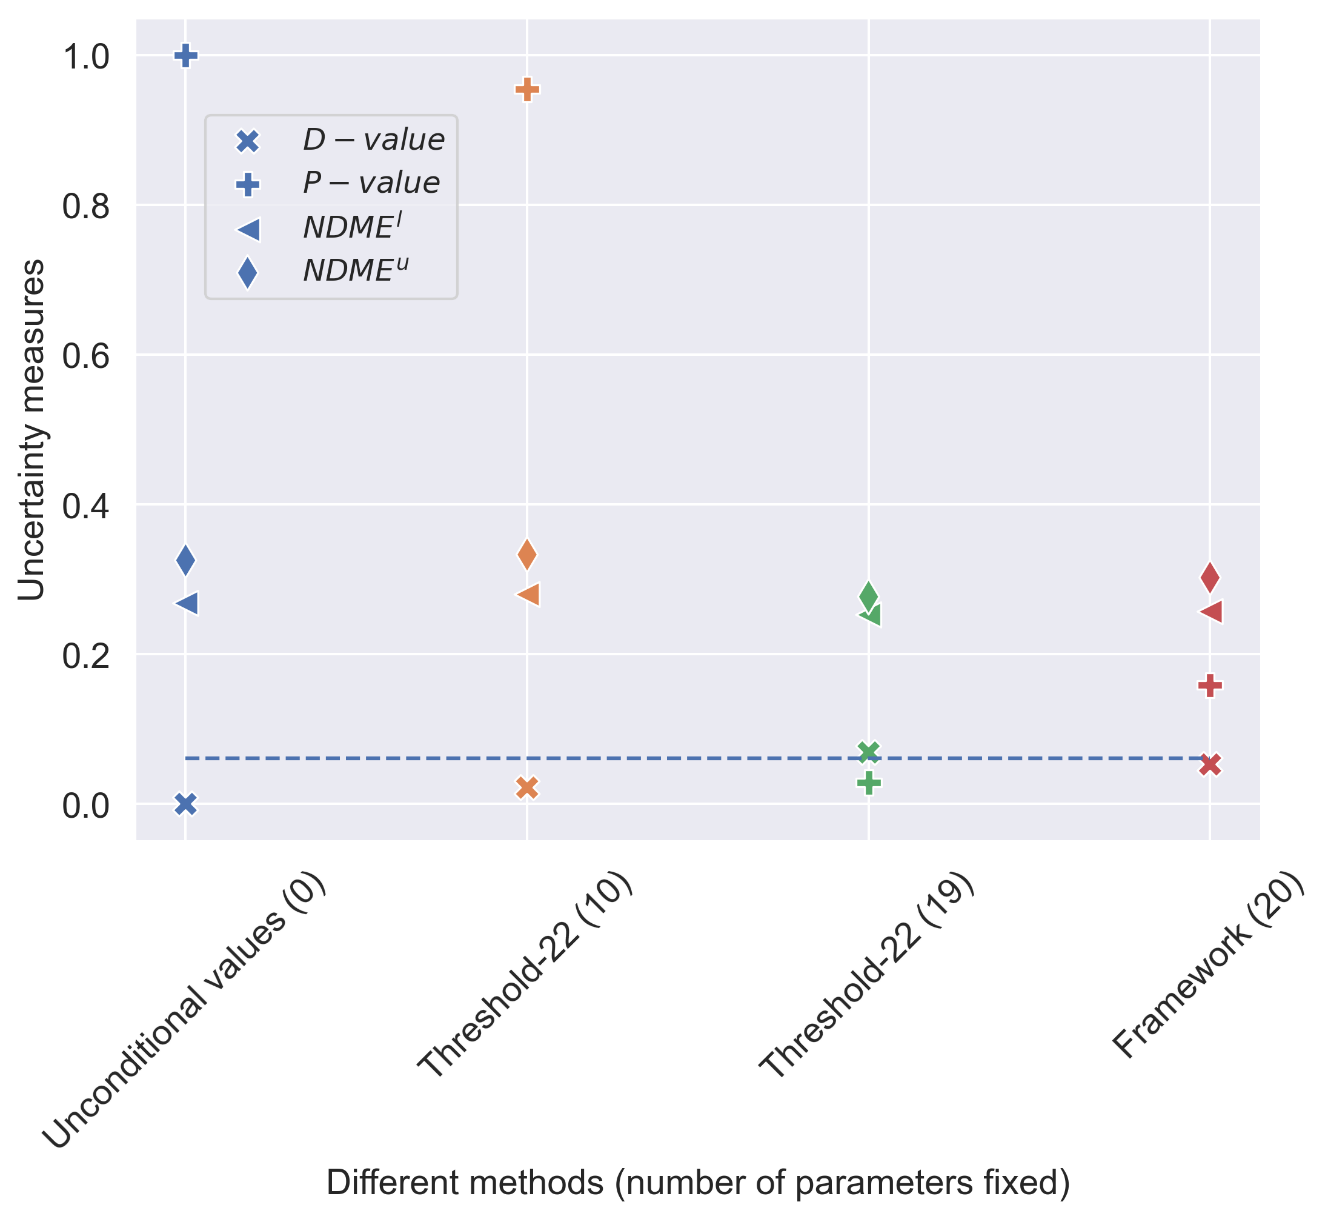 Uncertainty measures
1.0
0.8
0.6
0.4
0.2
0.0
D − value
P − value
NDME^l
NDME^u
Unconditional values (0)
Threshold-22 (10)
Threshold-22 (19)
Framework (20)
Different methods (number of parameters fixed)